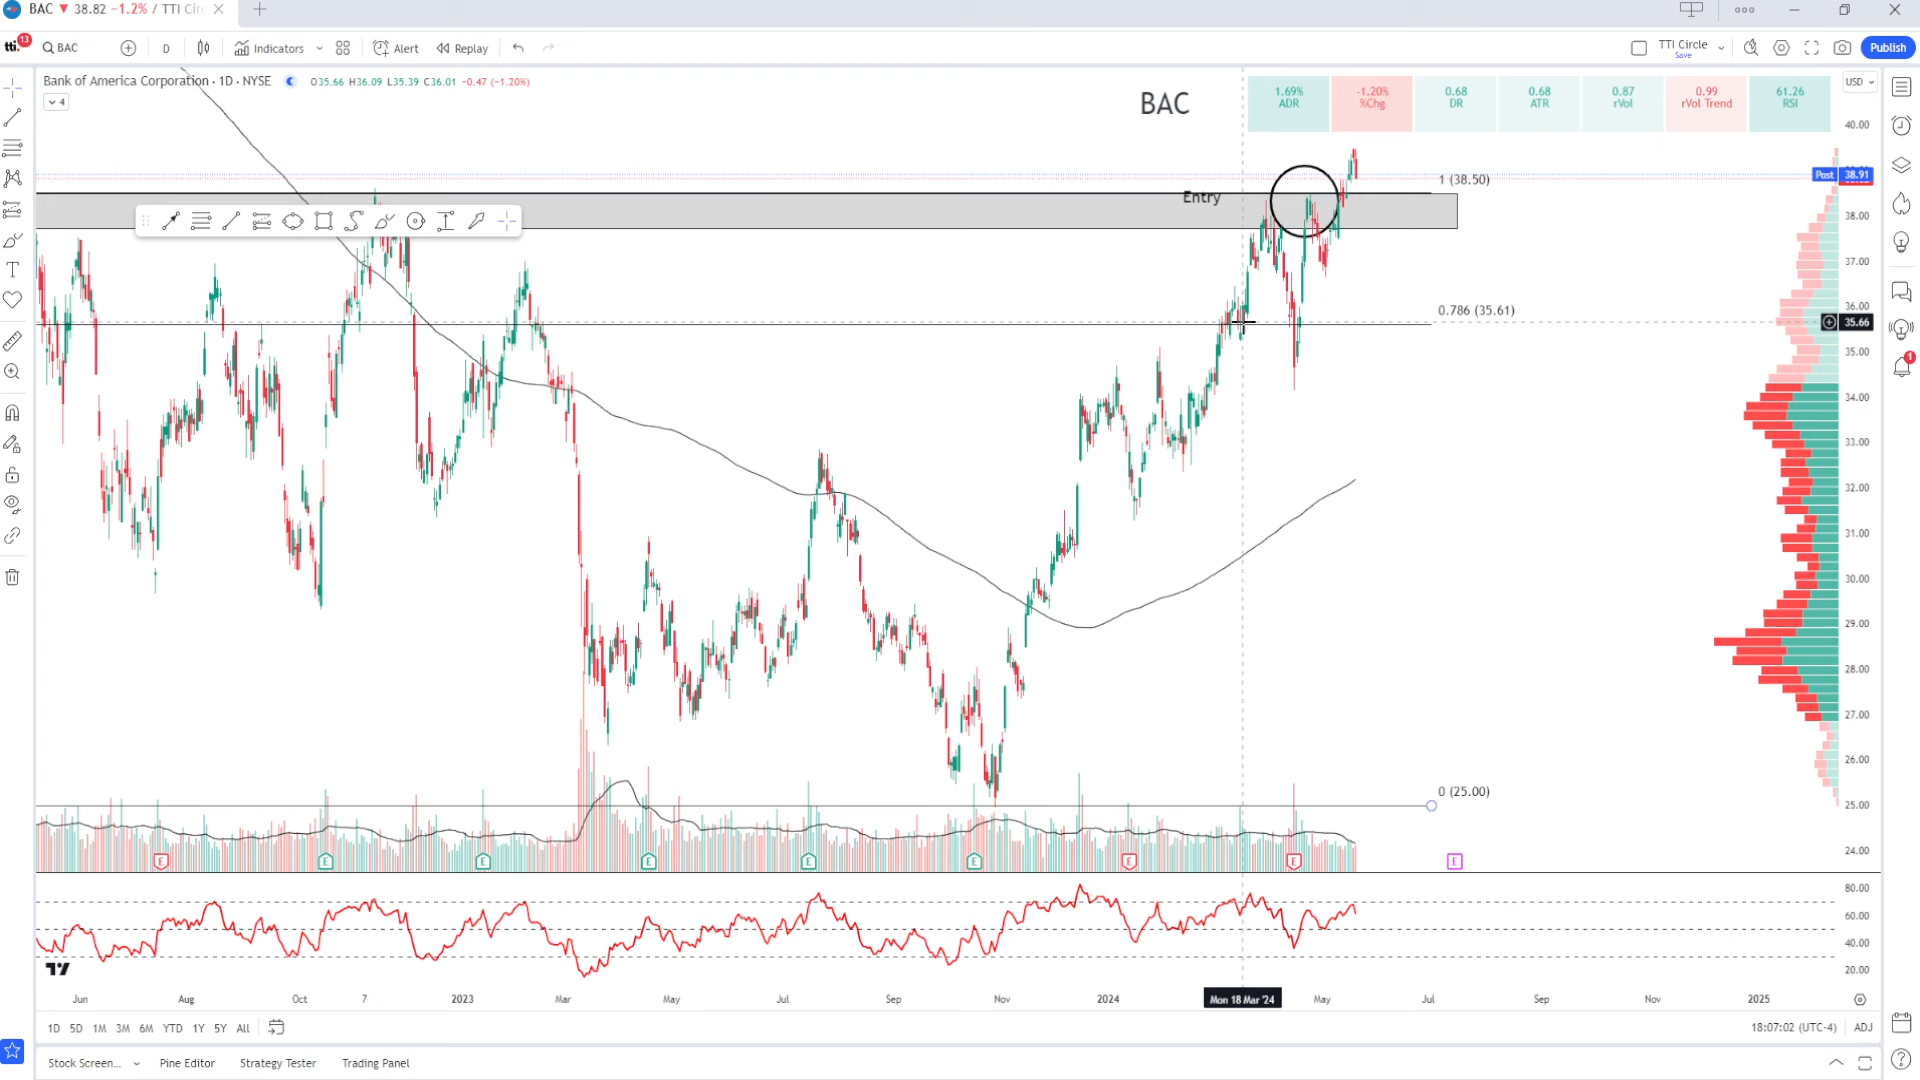 BAC ▼ 38.82 −1.2% / TTI Cir
tti. 13 BAC D Indicators Alert Replay TTI Circle Save Publish
Bank of America Corporation · 1D · NYSE O35.66 H36.09 L35.39 C36.01 −0.47 (−1.20%)
4
BAC
1.69% ADR
-1.20% %Chg
0.68 DR
0.68 ATR
0.87 rVol
0.99 rVol Trend
61.26 RSI
USD
40.00
Post 38.91
1 (38.50)
Entry
38.00
37.00
36.00
0.786 (35.61)
35.66
35.00
34.00
33.00
32.00
31.00
30.00
29.00
28.00
27.00
26.00
0 (25.00)
25.00
24.00
E E E E E E E E E
80.00
60.00
40.00
20.00
Jun Aug Oct 7 2023 Mar May Jul Sep Nov 2024 Mon 18 Mar '24 May Jul Sep Nov 2025
1D 5D 1M 3M 6M YTD 1Y 5Y All 18:07:02 (UTC-4) ADJ
Stock Screen... Pine Editor Strategy Tester Trading Panel
1